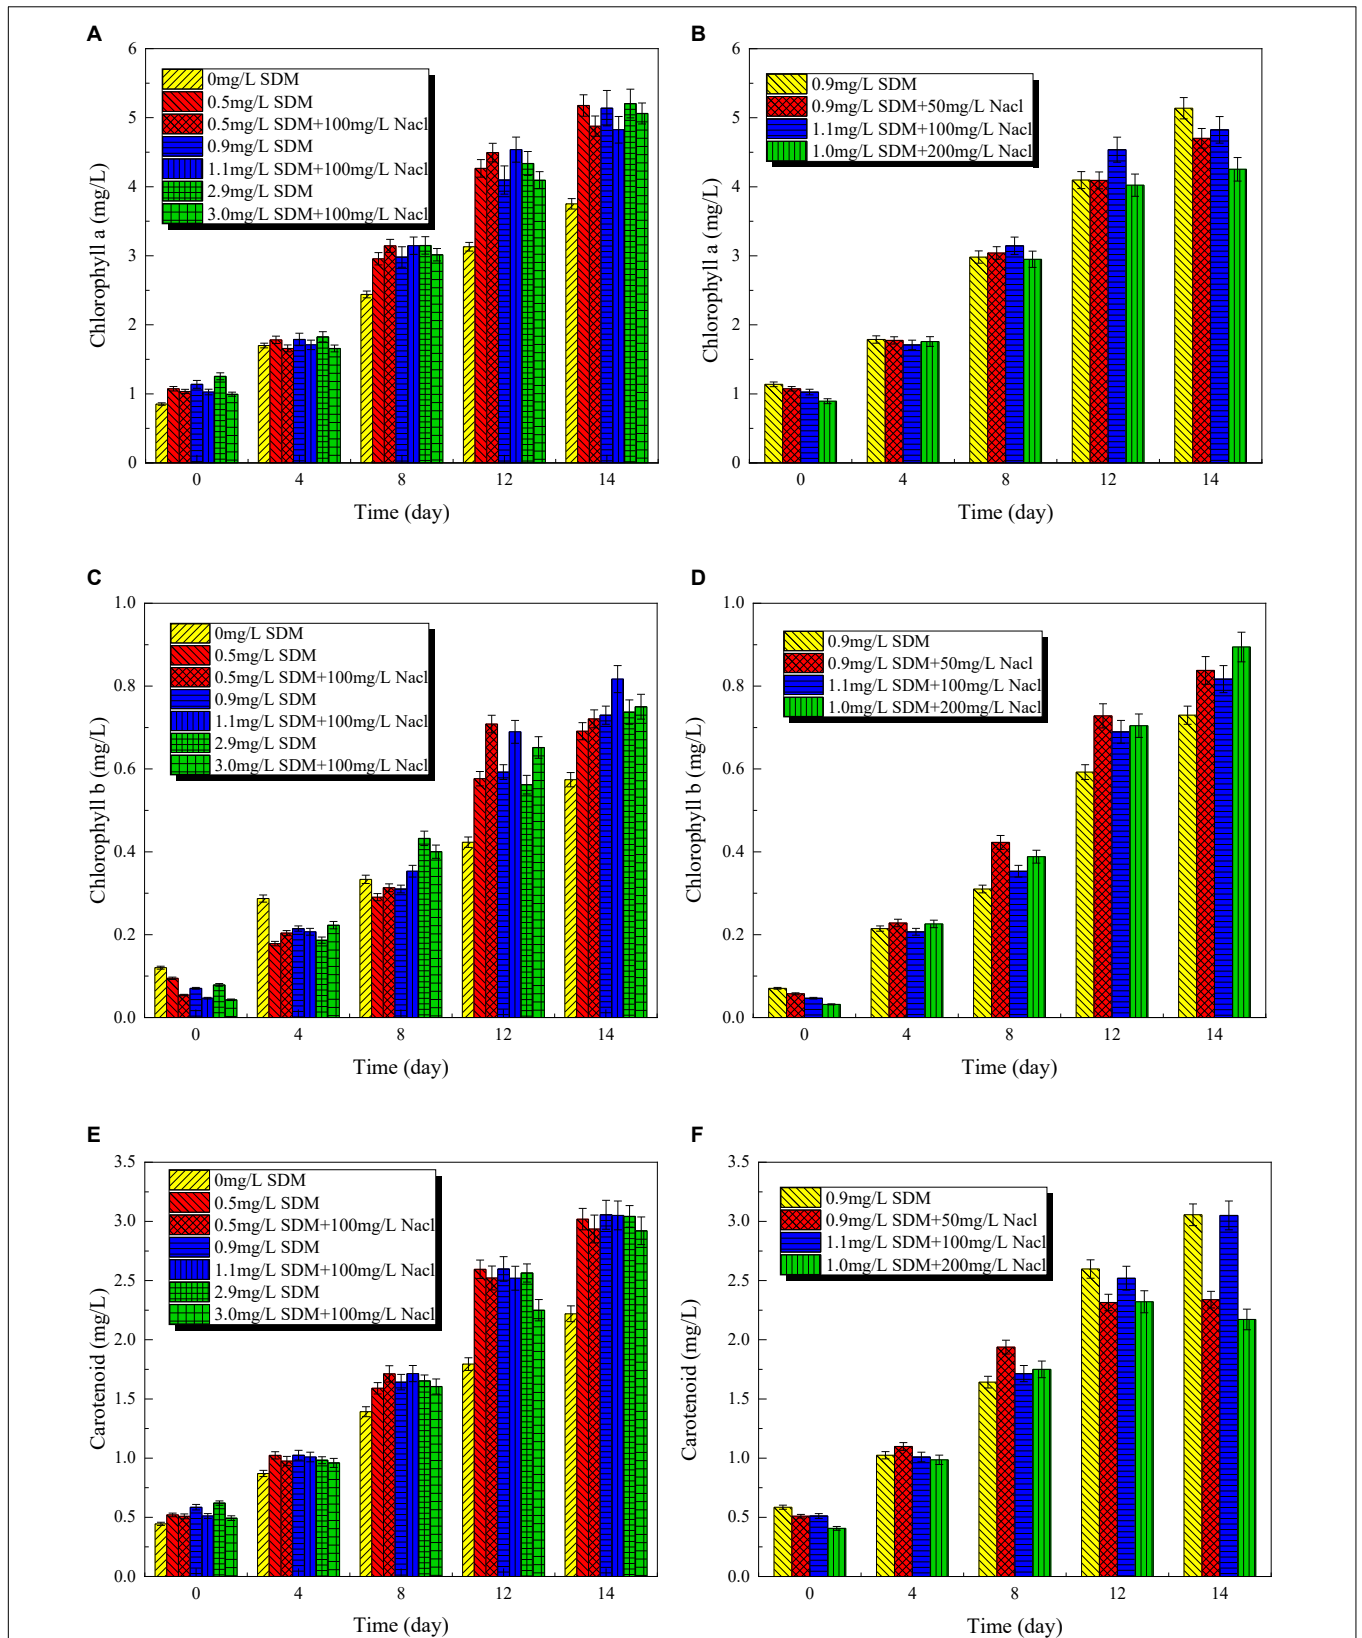 A
Chlorophyll a (mg/L)
6
5
4
3
2
1
0
0mg/L SDM
0.5mg/L SDM
0.5mg/L SDM+100mg/L Nacl
0.9mg/L SDM
1.1mg/L SDM+100mg/L Nacl
2.9mg/L SDM
3.0mg/L SDM+100mg/L Nacl
0 4 8 12 14
Time (day)
B
Chlorophyll a (mg/L)
6
5
4
3
2
1
0
0.9mg/L SDM
0.9mg/L SDM+50mg/L Nacl
1.1mg/L SDM+100mg/L Nacl
1.0mg/L SDM+200mg/L Nacl
0 4 8 12 14
Time (day)
C
Chlorophyll b (mg/L)
1.0
0.8
0.6
0.4
0.2
0.0
0mg/L SDM
0.5mg/L SDM
0.5mg/L SDM+100mg/L Nacl
0.9mg/L SDM
1.1mg/L SDM+100mg/L Nacl
2.9mg/L SDM
3.0mg/L SDM+100mg/L Nacl
0 4 8 12 14
Time (day)
D
Chlorophyll b (mg/L)
1.0
0.8
0.6
0.4
0.2
0.0
0.9mg/L SDM
0.9mg/L SDM+50mg/L Nacl
1.1mg/L SDM+100mg/L Nacl
1.0mg/L SDM+200mg/L Nacl
0 4 8 12 14
Time (day)
E
Carotenoid (mg/L)
3.5
3.0
2.5
2.0
1.5
1.0
0.5
0.0
0mg/L SDM
0.5mg/L SDM
0.5mg/L SDM+100mg/L Nacl
0.9mg/L SDM
1.1mg/L SDM+100mg/L Nacl
2.9mg/L SDM
3.0mg/L SDM+100mg/L Nacl
0 4 8 12 14
Time (day)
F
Carotenoid (mg/L)
3.5
3.0
2.5
2.0
1.5
1.0
0.5
0.0
0.9mg/L SDM
0.9mg/L SDM+50mg/L Nacl
1.1mg/L SDM+100mg/L Nacl
1.0mg/L SDM+200mg/L Nacl
0 4 8 12 14
Time (day)